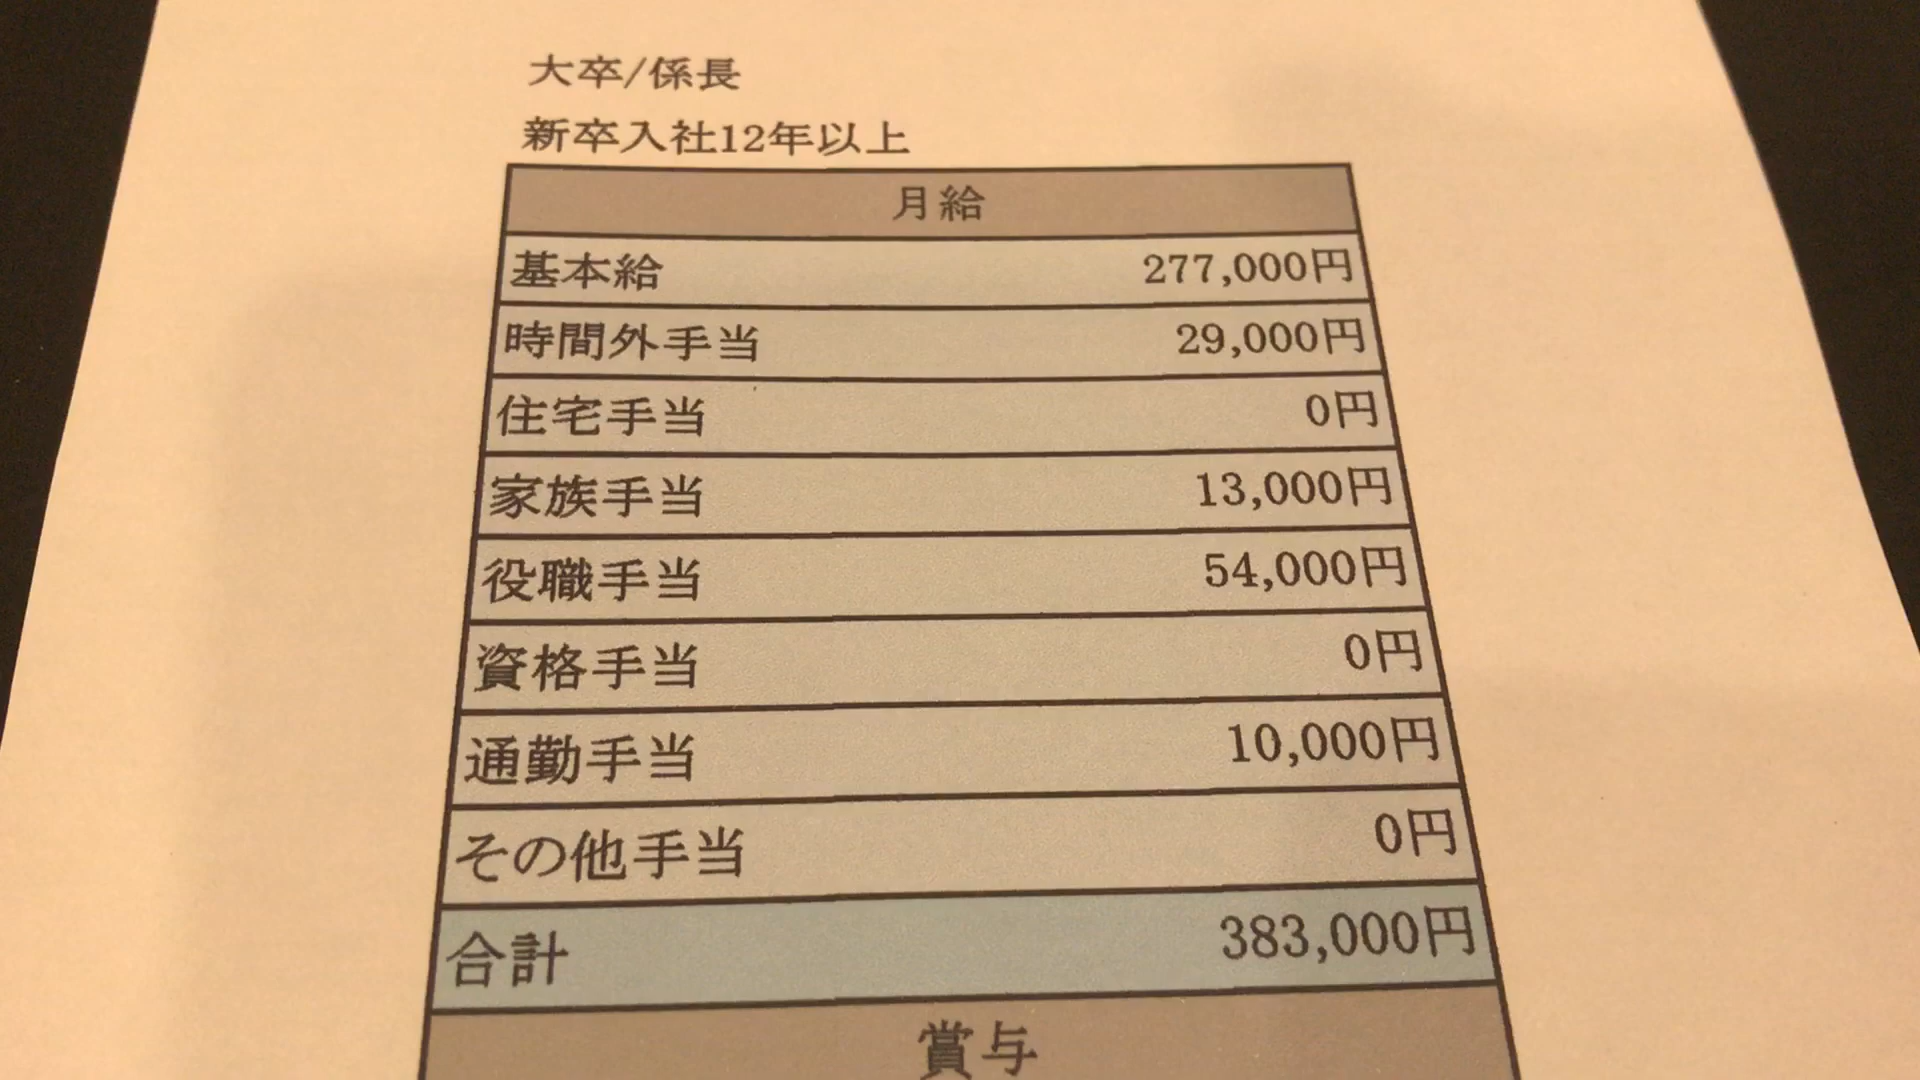 大卒/係長
新卒入社12年以上
月給
基本給 277,000円
時間外手当 29,000円
住宅手当 0円
家族手当 13,000円
役職手当 54,000円
資格手当 0円
通勤手当 10,000円
その他手当 0円
合計 383,000円
賞与